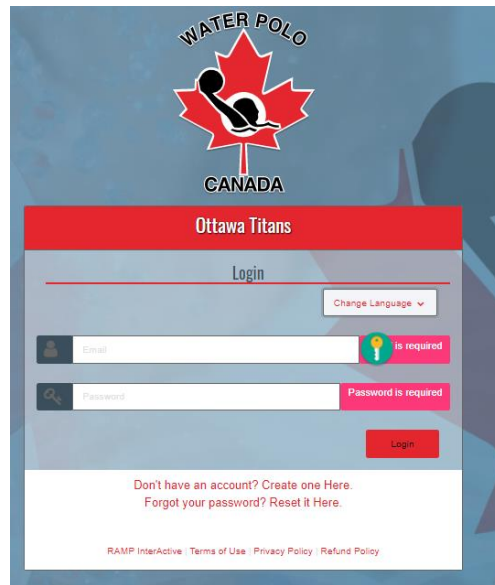 WATER POLO
CANADA
Ottawa Titans
Login
Change Language
Email
is required
Password
Password is required
Login
Don't have an account? Create one Here.
Forgot your password? Reset it Here.
RAMP InterActive | Terms of Use | Privacy Policy | Refund Policy